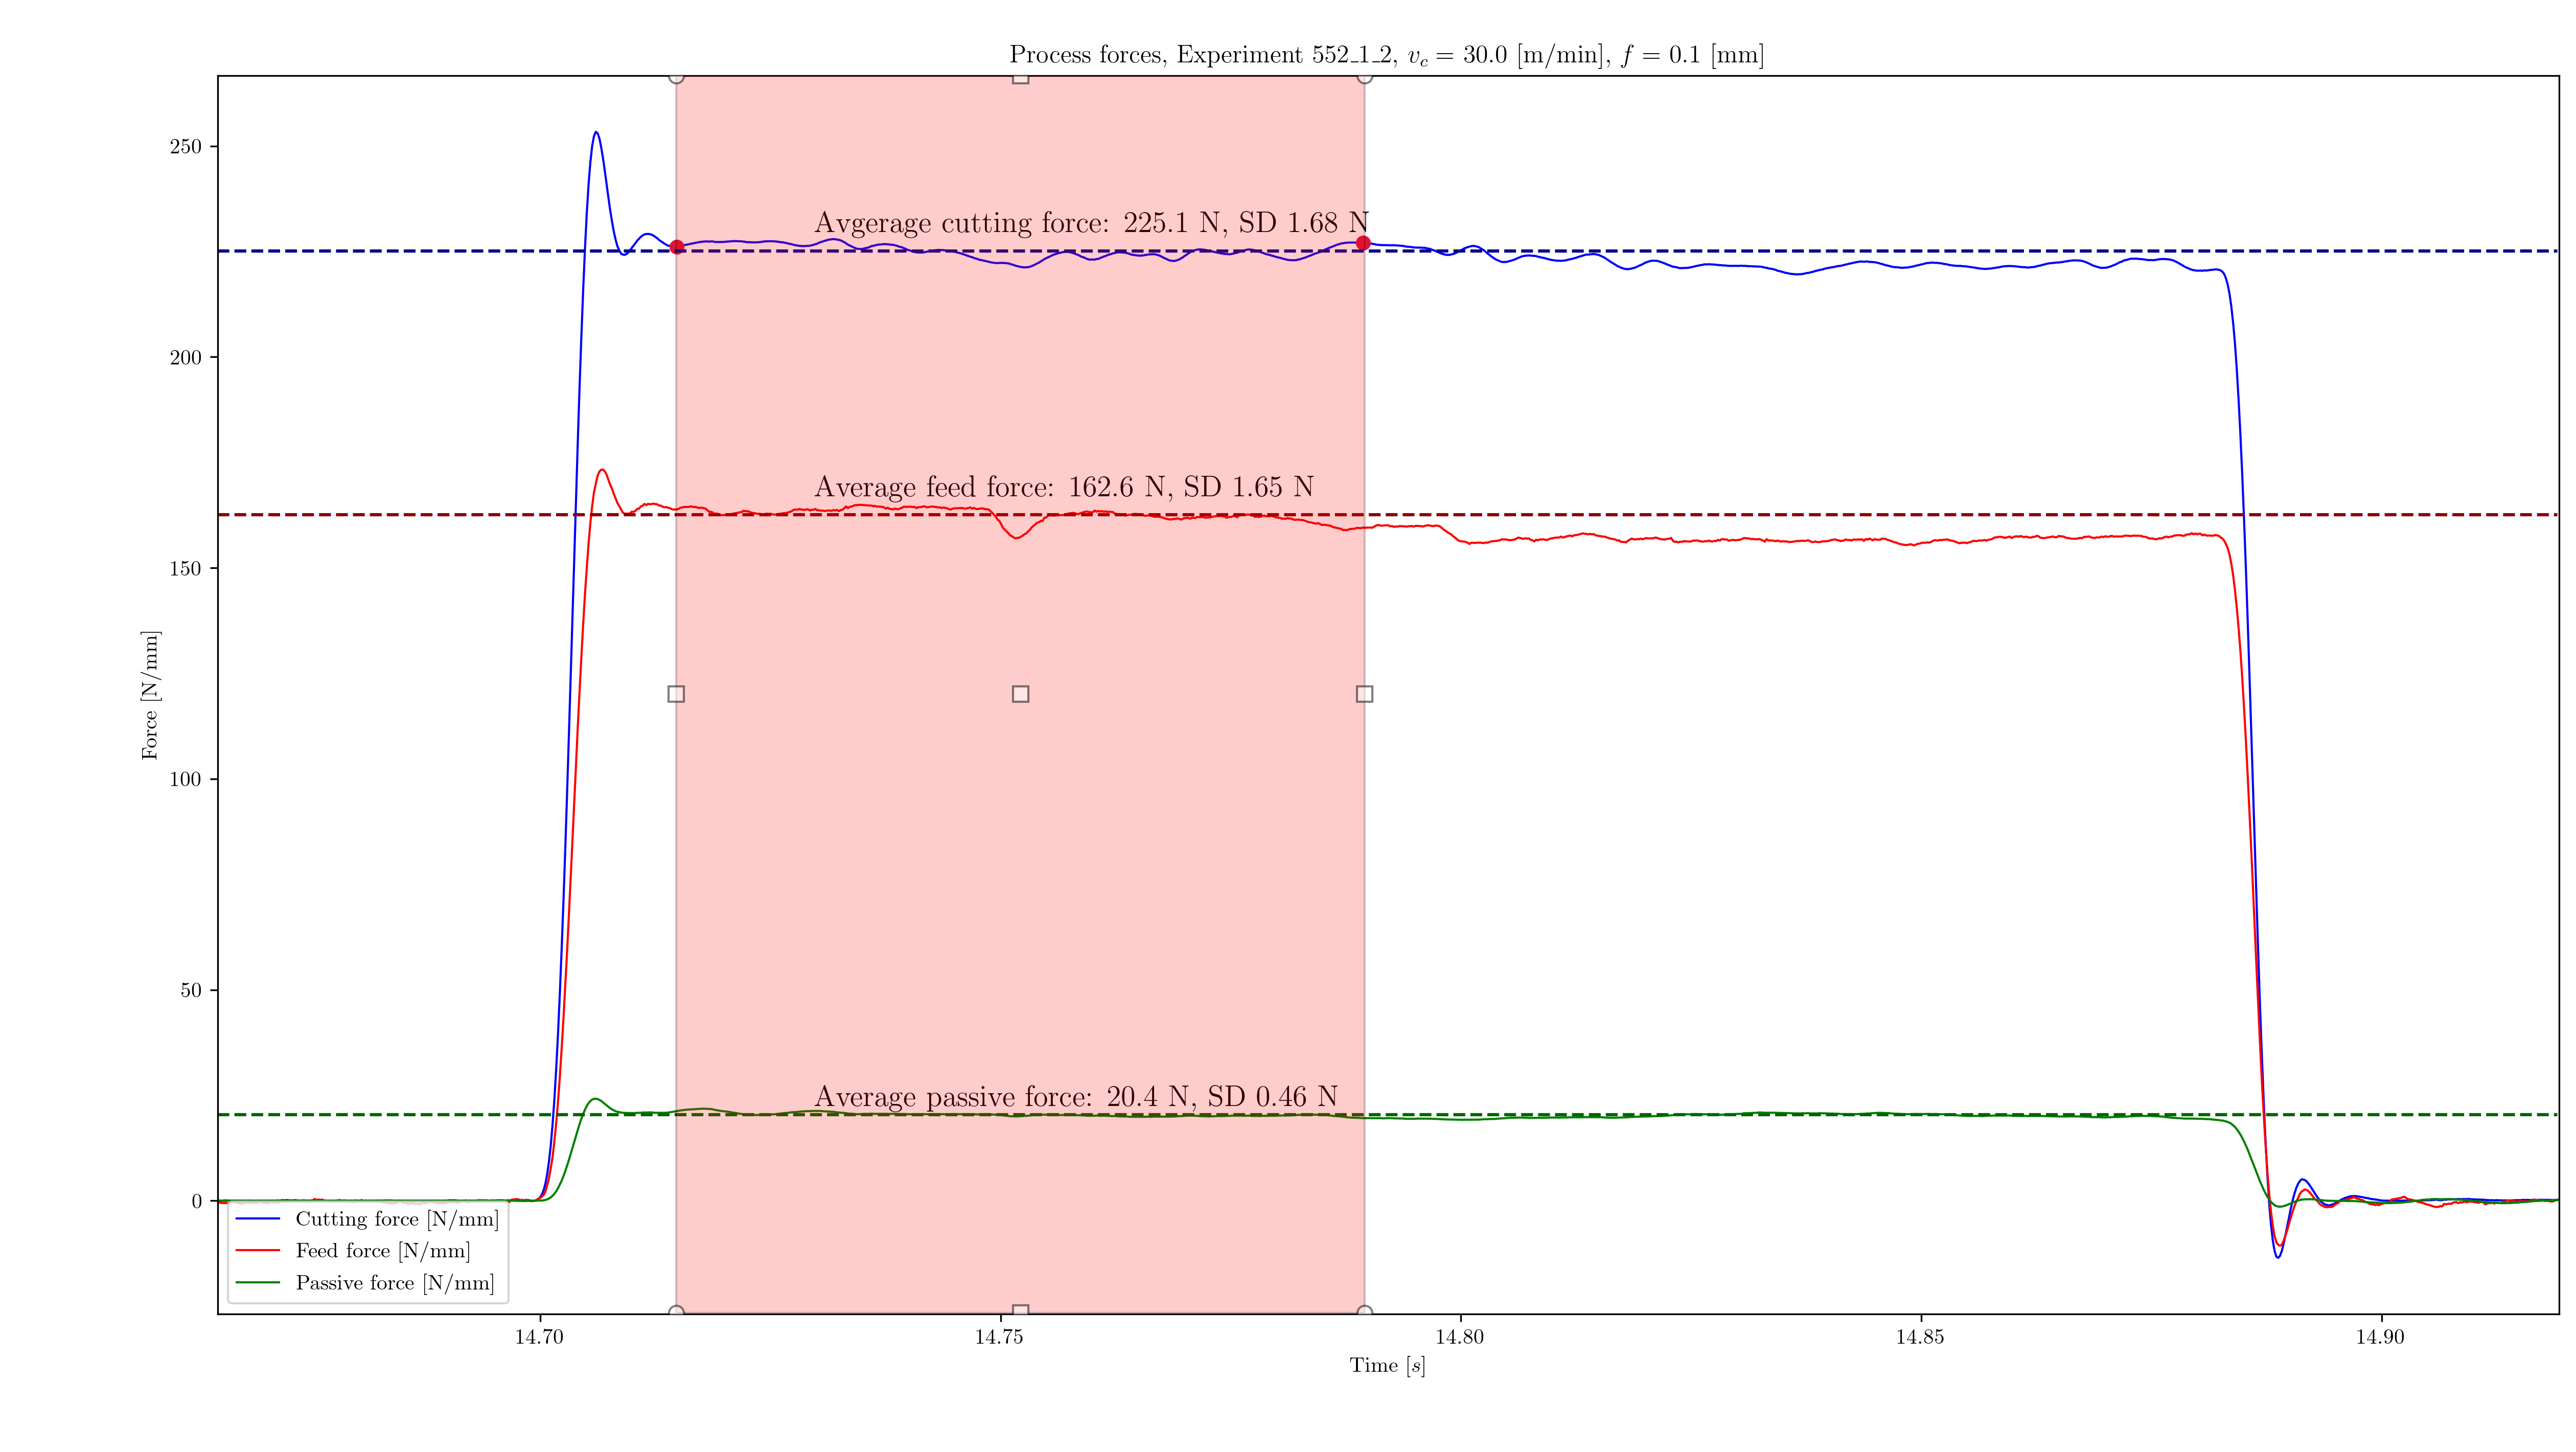 Process forces, Experiment 552_1_2, v_c = 30.0 [m/min], f = 0.1 [mm]
250
200
150
100
50
0
Force [N/mm]
Avgerage cutting force: 225.1 N, SD 1.68 N
Average feed force: 162.6 N, SD 1.65 N
Average passive force: 20.4 N, SD 0.46 N
Cutting force [N/mm]
Feed force [N/mm]
Passive force [N/mm]
14.70 14.75 14.80 14.85 14.90
Time [s]